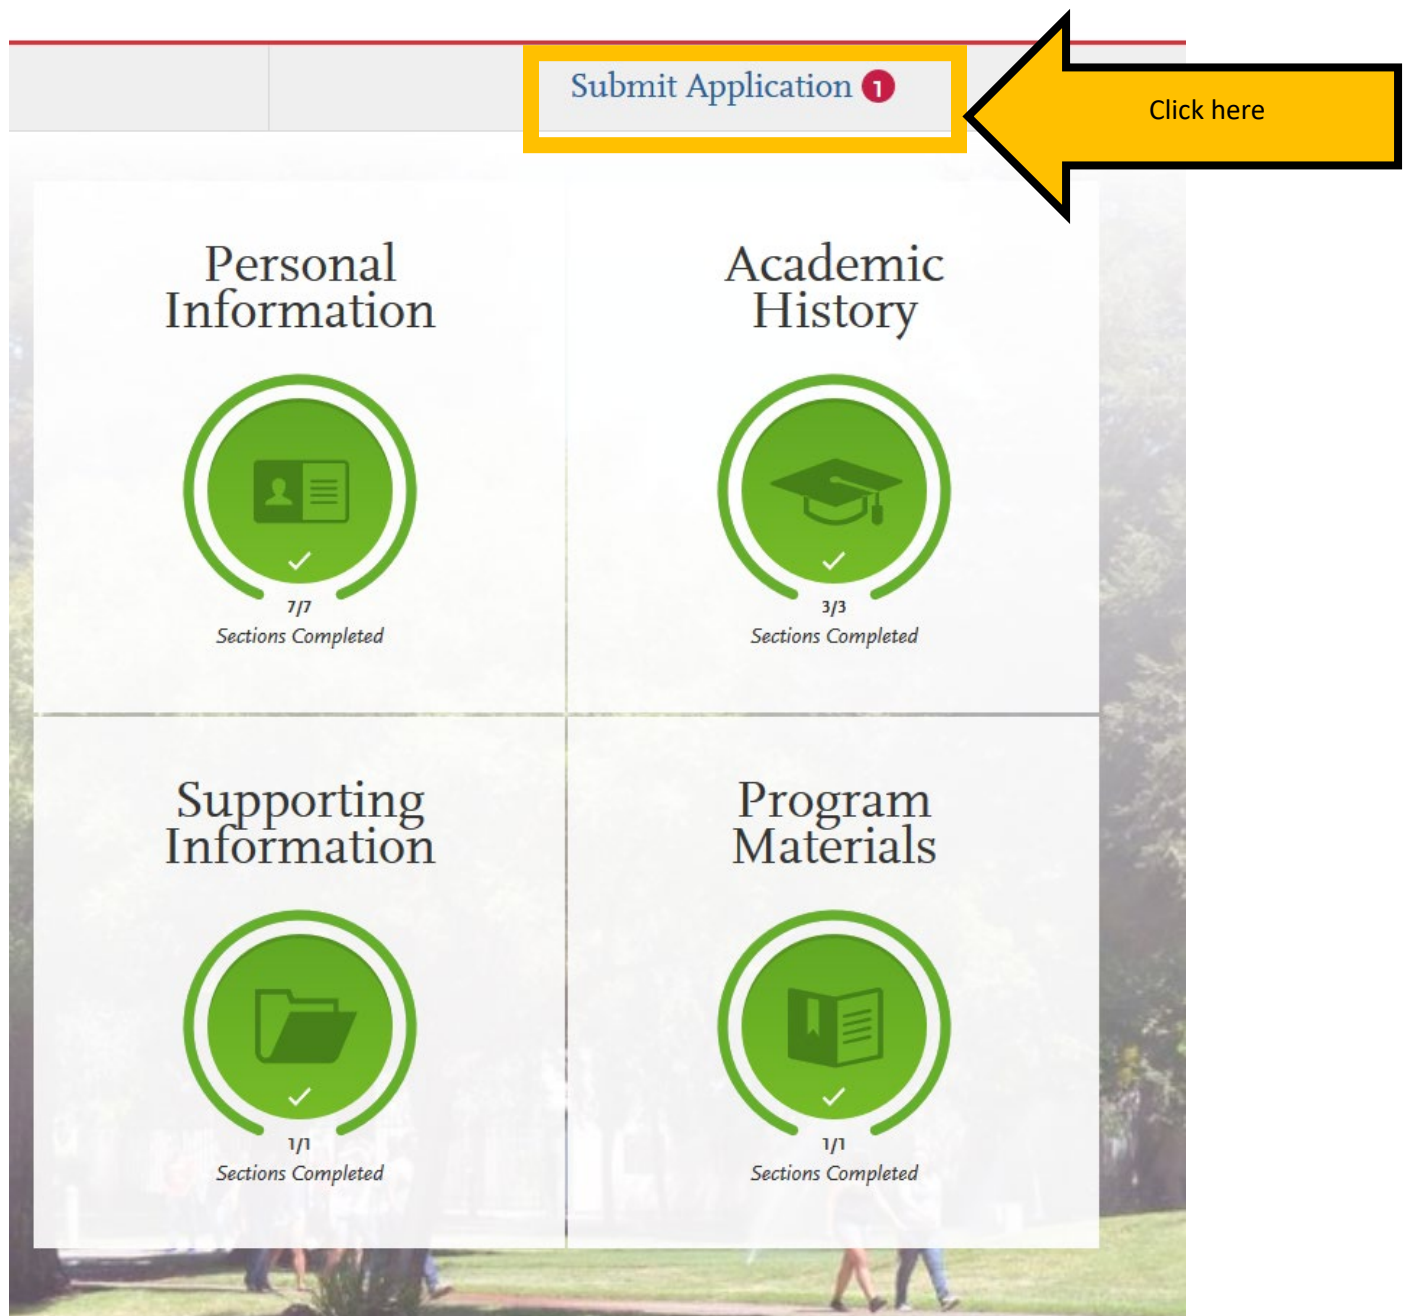 Submit Application 1
Click here
Personal
Information
7/7
Sections Completed
Academic
History
3/3
Sections Completed
Supporting
Information
1/1
Sections Completed
Program
Materials
1/1
Sections Completed